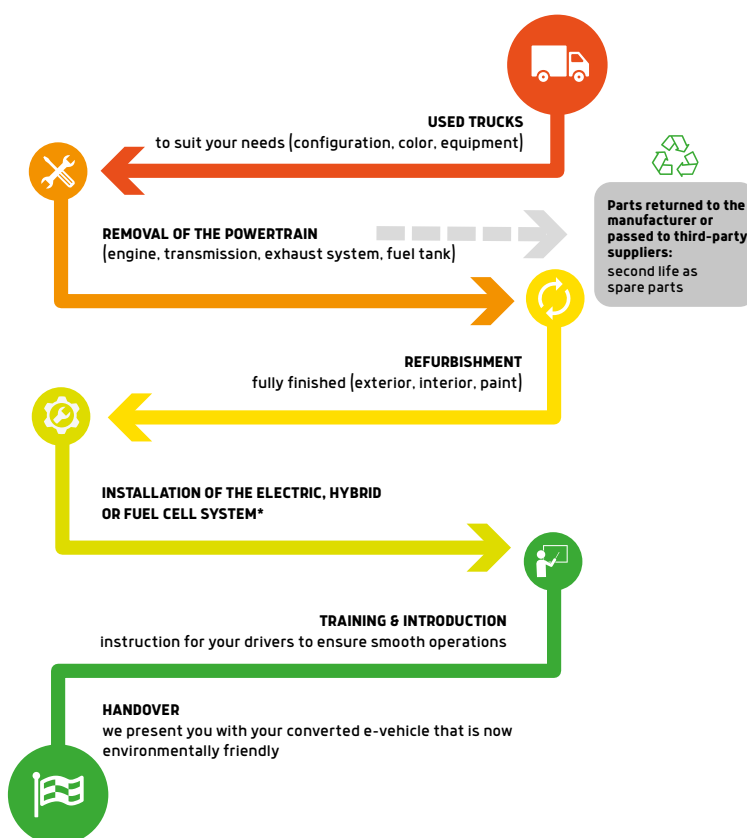 USED TRUCKS
to suit your needs (configuration, color, equipment)
REMOVAL OF THE POWERTRAIN
(engine, transmission, exhaust system, fuel tank)
Parts returned to the
manufacturer or
passed to third-party
suppliers:
second life as
spare parts
REFURBISHMENT
fully finished (exterior, interior, paint)
INSTALLATION OF THE ELECTRIC, HYBRID
OR FUEL CELL SYSTEM*
TRAINING & INTRODUCTION
instruction for your drivers to ensure smooth operations
HANDOVER
we present you with your converted e-vehicle that is now
environmentally friendly